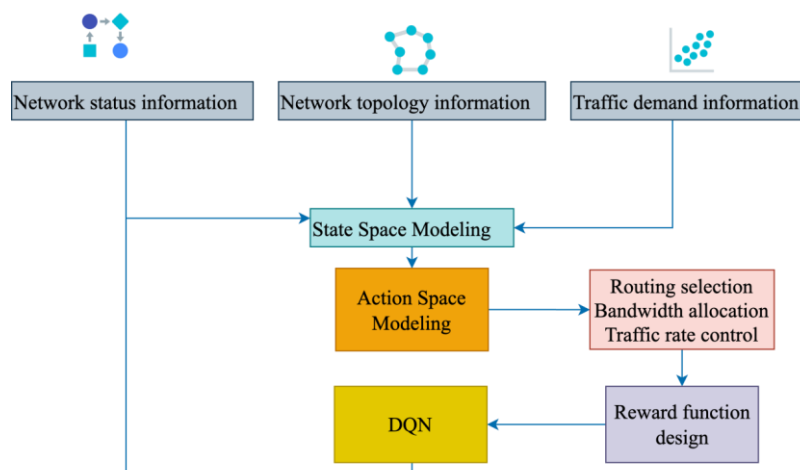 Network status information
Network topology information
Traffic demand information
State Space Modeling
Action Space
Modeling
Routing selection
Bandwidth allocation
Traffic rate control
DQN
Reward function
design